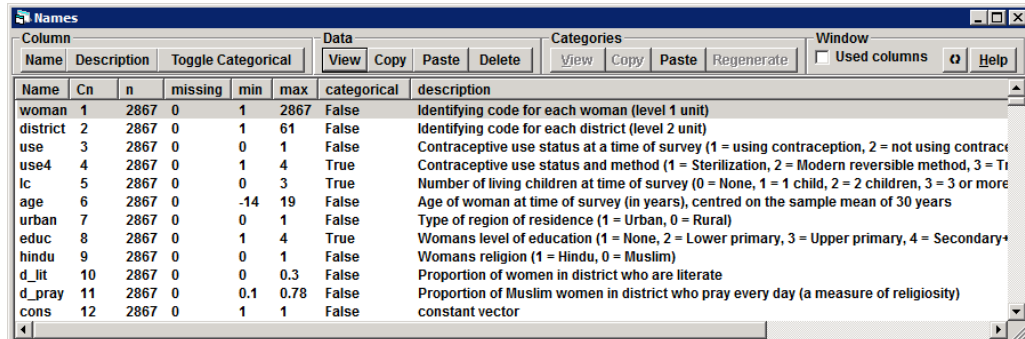 Names
Column Data Categories Window
Name Description Toggle Categorical View Copy Paste Delete View Copy Paste Regenerate Used columns Help
Name Cn n missing min max categorical description
woman 1 2867 0 1 2867 False Identifying code for each woman (level 1 unit)
district 2 2867 0 1 61 False Identifying code for each district (level 2 unit)
use 3 2867 0 0 1 False Contraceptive use status at a time of survey (1 = using contraception, 2 = not using contrace
use4 4 2867 0 1 4 True Contraceptive use status and method (1 = Sterilization, 2 = Modern reversible method, 3 = Tr
lc 5 2867 0 0 3 True Number of living children at time of survey (0 = None, 1 = 1 child, 2 = 2 children, 3 = 3 or more
age 6 2867 0 -14 19 False Age of woman at time of survey (in years), centred on the sample mean of 30 years
urban 7 2867 0 0 1 False Type of region of residence (1 = Urban, 0 = Rural)
educ 8 2867 0 1 4 True Womans level of education (1 = None, 2 = Lower primary, 3 = Upper primary, 4 = Secondary+
hindu 9 2867 0 0 1 False Womans religion (1 = Hindu, 0 = Muslim)
d_lit 10 2867 0 0 0.3 False Proportion of women in district who are literate
d_pray 11 2867 0 0.1 0.78 False Proportion of Muslim women in district who pray every day (a measure of religiosity)
cons 12 2867 0 1 1 False constant vector